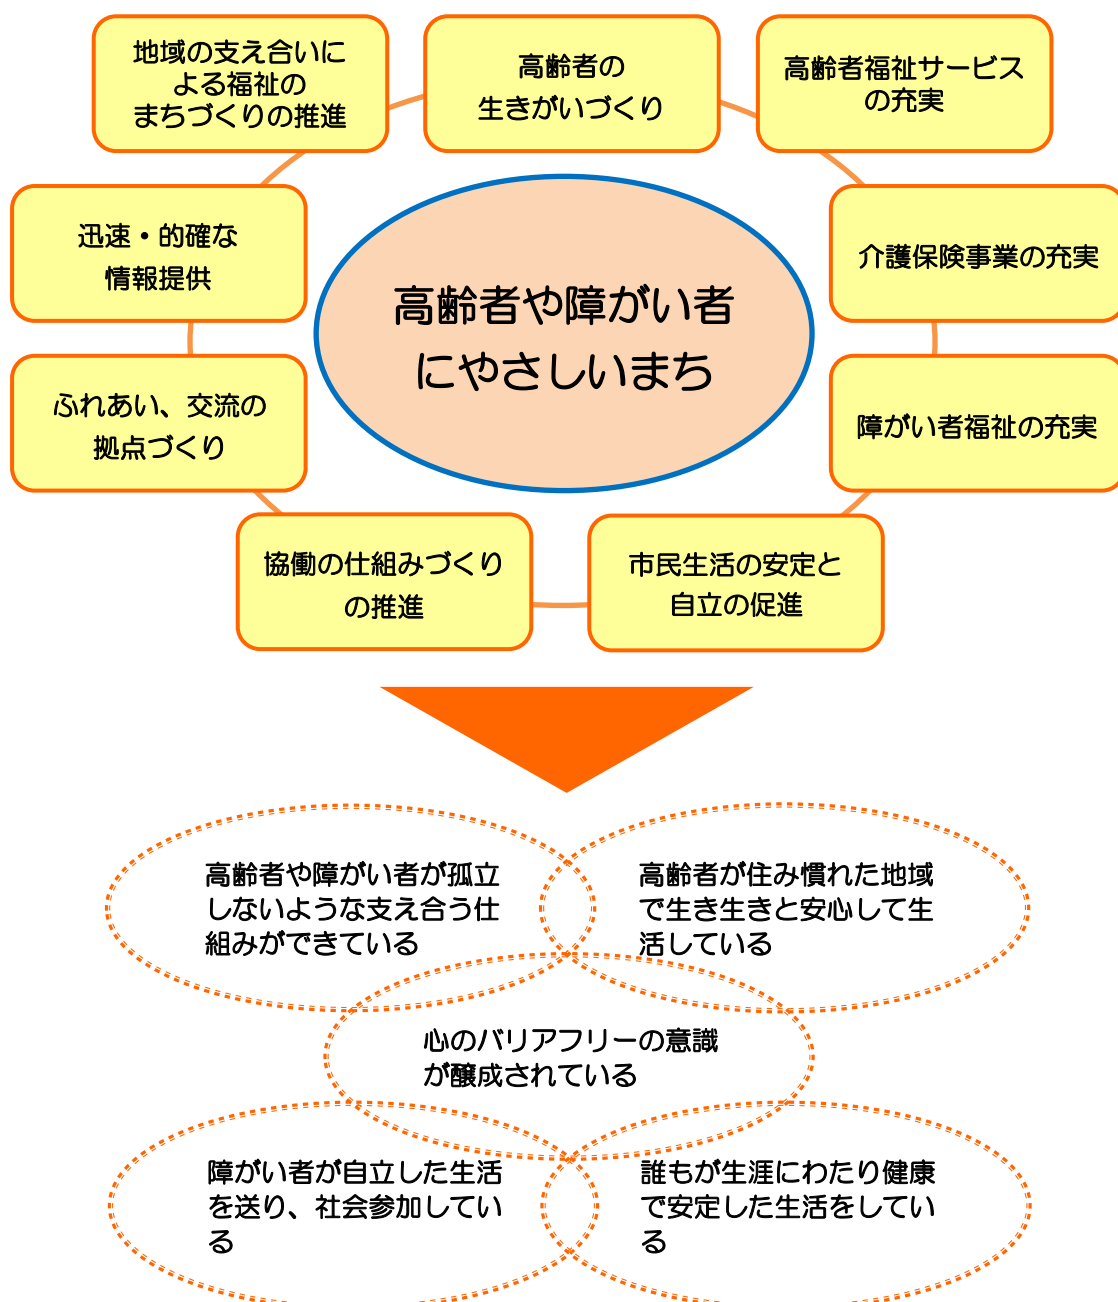 地域の支え合いに
よる福祉の
まちづくりの推進
高齢者の
生きがいづくり
高齢者福祉サービス
の充実
迅速・的確な
情報提供
介護保険事業の充実
高齢者や障がい者
にやさしいまち
ふれあい、交流の
拠点づくり
障がい者福祉の充実
協働の仕組みづくり
の推進
市民生活の安定と
自立の促進
高齢者や障がい者が孤立
しないような支え合う仕
組みができている
高齢者が住み慣れた地域
で生き生きと安心して生
活している
心のバリアフリーの意識
が醸成されている
障がい者が自立した生活
を送り、社会参加してい
る
誰もが生涯にわたり健康
で安定した生活をしてい
る